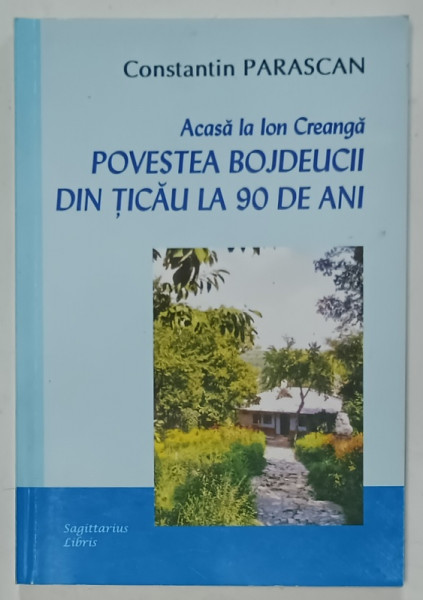 Constantin PARASCAN
Acasă la Ion Creangă
POVESTEA BOJDEUCII
DIN ȚICĂU LA 90 DE ANI
Sagittarius
Libris